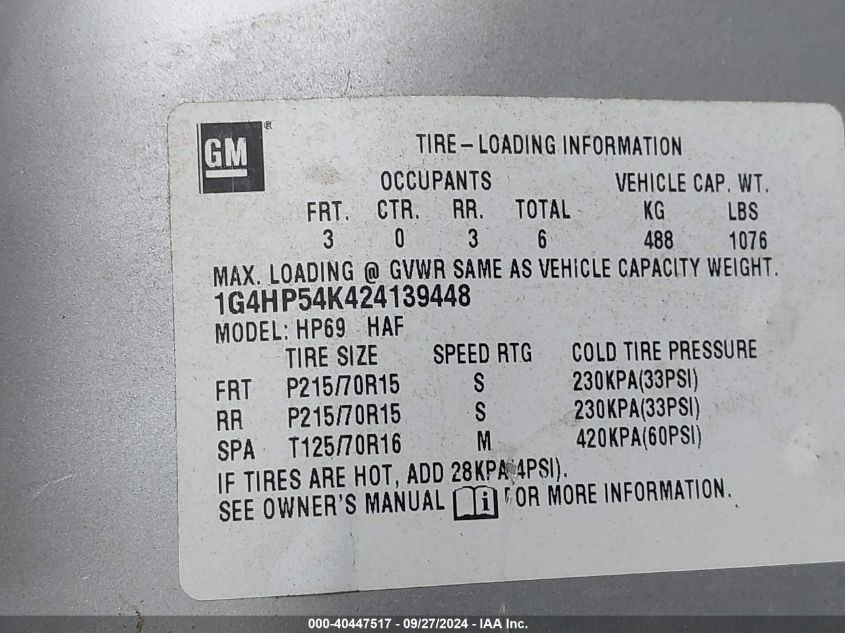 GM ®
TIRE-LOADING INFORMATION
OCCUPANTS VEHICLE CAP. WT.
FRT. CTR. RR. TOTAL KG LBS
3 0 3 6 488 1076
MAX. LOADING @ GVWR SAME AS VEHICLE CAPACITY WEIGHT.
1G4HP54K424139448
MODEL: HP69 HAF
TIRE SIZE SPEED RTG COLD TIRE PRESSURE
FRT P215/70R15 S 230KPA(33PSI)
RR P215/70R15 S 230KPA(33PSI)
SPA T125/70R16 M 420KPA(60PSI)
IF TIRES ARE HOT, ADD 28KPA(4PSI).
SEE OWNER'S MANUAL i FOR MORE INFORMATION.
000-40447517 - 09/27/2024 - IAA Inc.